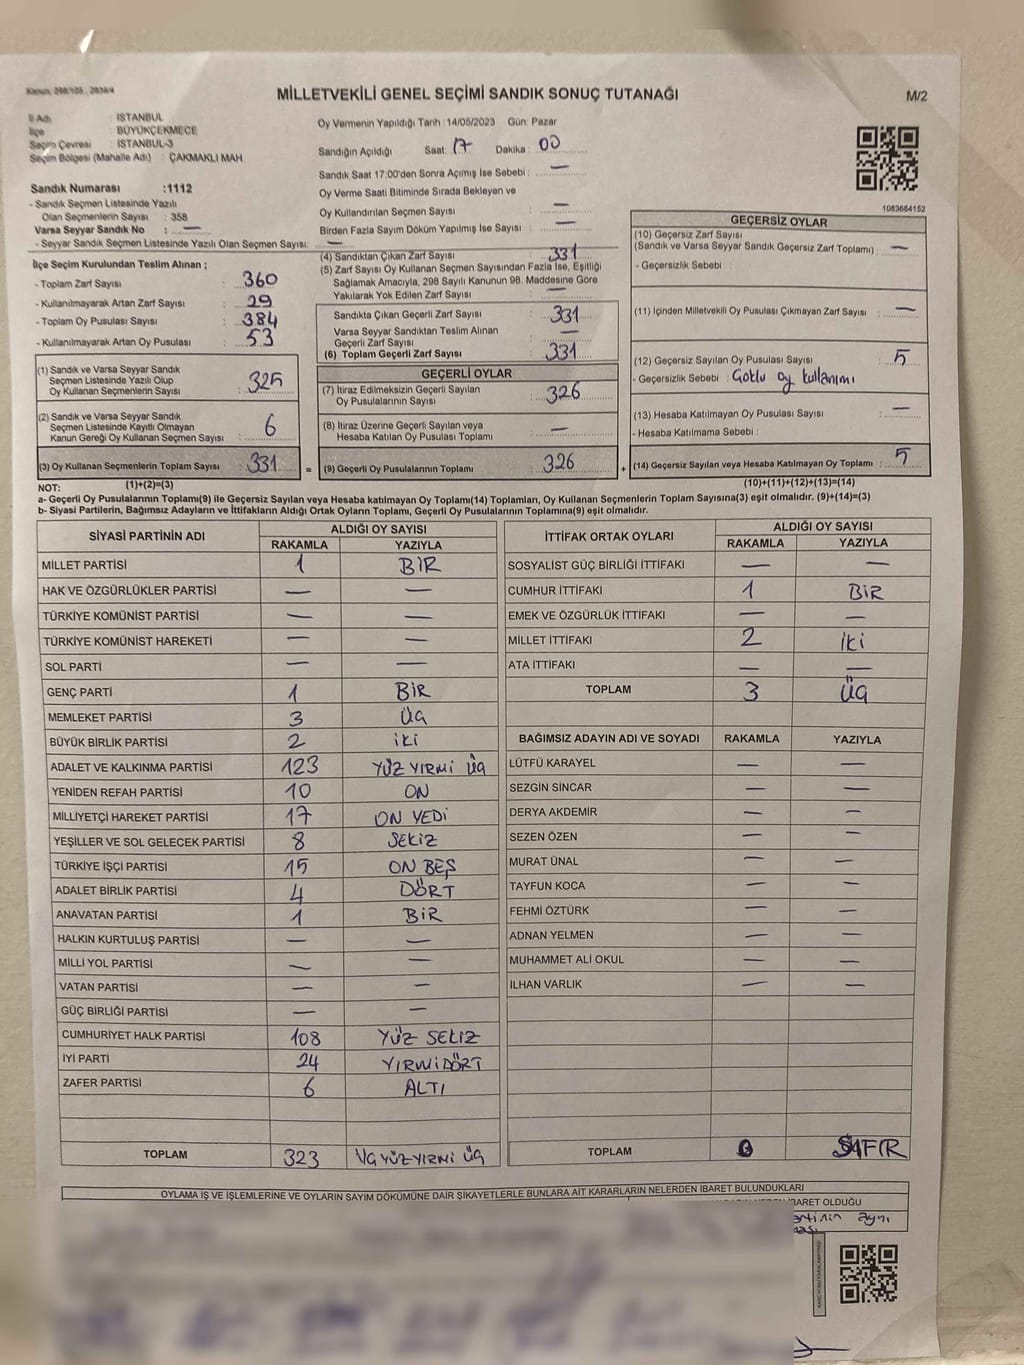 Kanun, 298/105 , 2839/4
MİLLETVEKİLİ GENEL SEÇİMİ SANDIK SONUÇ TUTANAĞI
M/2
İl Adı : İSTANBUL
İlçe : BÜYÜKÇEKMECE
Seçim Çevresi : İSTANBUL-3
Seçim Bölgesi (Mahalle Adı) : ÇAKMAKLI MAH.
Sandık Numarası :1112
- Sandık Seçmen Listesinde Yazılı
Olan Seçmenlerin Sayısı : 358
Varsa Seyyar Sandık No : —
- Seyyar Sandık Seçmen Listesinde Yazılı Olan Seçmen Sayısı: —
İlçe Seçim Kurulundan Teslim Alınan ;
- Toplam Zarf Sayısı : 360
- Kullanılmayarak Artan Zarf Sayısı : 29
- Toplam Oy Pusulası Sayısı : 384
- Kullanılmayarak Artan Oy Pusulası : 53
(1) Sandık ve Varsa Seyyar Sandık
Seçmen Listesinde Yazılı Olup
Oy Kullanan Seçmenlerin Sayısı : 325
(2) Sandık ve Varsa Seyyar Sandık
Seçmen Listesinde Kayıtlı Olmayan
Kanun Gereği Oy Kullanan Seçmen Sayısı : 6
(3) Oy Kullanan Seçmenlerin Toplam Sayısı : 331
Oy Vermenin Yapıldığı Tarih :14/05/2023 Gün: Pazar
Sandığın Açıldığı Saat: 17 Dakika: 00
Sandık Saat 17:00'den Sonra Açımış İse Sebebi : —
Oy Verme Saati Bitiminde Sırada Bekleyen ve
Oy Kullandırılan Seçmen Sayısı : —
Birden Fazla Sayım Döküm Yapılmış İse Sayısı : —
(4) Sandıktan Çıkan Zarf Sayısı : 331
(5) Zarf Sayısı Oy Kullanan Seçmen Sayısından Fazla İse, Eşitliği
Sağlamak Amacıyla, 298 Sayılı Kanunun 98. Maddesine Göre
Yakılarak Yok Edilen Zarf Sayısı : —
Sandıkta Çıkan Geçerli Zarf Sayısı : 331
Varsa Seyyar Sandıktan Teslim Alınan
Geçerli Zarf Sayısı : —
(6) Toplam Geçerli Zarf Sayısı : 331
GEÇERLİ OYLAR
(7) İtiraz Edilmeksizin Geçerli Sayılan
Oy Pusulalarının Sayısı : 326
(8) İtiraz Üzerine Geçerli Sayılan veya
Hesaba Katılan Oy Pusulası Toplamı : —
= (9) Geçerli Oy Pusulalarının Toplamı : 326
1083684152
GEÇERSİZ OYLAR
(10) Geçersiz Zarf Sayısı
(Sandık ve Varsa Seyyar Sandık Geçersiz Zarf Toplamı) : —
- Geçersizlik Sebebi :
(11) İçinden Milletvekili Oy Pusulası Çıkmayan Zarf Sayısı : —
(12) Geçersiz Sayılan Oy Pusulası Sayısı : 5
- Geçersizlik Sebebi : Çoklu oy kullanımı
(13) Hesaba Katılmayan Oy Pusulası Sayısı : —
- Hesaba Katılmama Sebebi :
+ (14) Geçersiz Sayılan veya Hesaba Katılmayan Oy Toplamı : 5
NOT: (1)+(2)=(3) (10)+(11)+(12)+(13)=(14)
a- Geçerli Oy Pusulalarının Toplamı(9) ile Geçersiz Sayılan veya Hesaba katılmayan Oy Toplamı(14) Toplamları, Oy Kullanan Seçmenlerin Toplam Sayısına(3) eşit olmalıdır. (9)+(14)=(3)
b- Siyasi Partilerin, Bağımsız Adayların ve İttifakların Aldığı Ortak Oyların Toplamı, Geçerli Oy Pusulalarının Toplamına(9) eşit olmalıdır.
SİYASİ PARTİNİN ADI ALDIĞI OY SAYISI
RAKAMLA YAZIYLA
MİLLET PARTİSİ 1 BİR
HAK VE ÖZGÜRLÜKLER PARTİSİ — —
TÜRKİYE KOMÜNİST PARTİSİ — —
TÜRKİYE KOMÜNİST HAREKETİ — —
SOL PARTİ — —
GENÇ PARTİ 1 BİR
MEMLEKET PARTİSİ 3 ÜÇ
BÜYÜK BİRLİK PARTİSİ 2 İKİ
ADALET VE KALKINMA PARTİSİ 123 YÜZ YIRMİ ÜÇ
YENİDEN REFAH PARTİSİ 10 ON
MİLLİYETÇİ HAREKET PARTİSİ 17 ON YEDİ
YEŞİLLER VE SOL GELECEK PARTİSİ 8 SEKİZ
TÜRKİYE İŞÇİ PARTİSİ 15 ON BEŞ
ADALET BİRLİK PARTİSİ 4 DÖRT
ANAVATAN PARTİSİ 1 BİR
HALKIN KURTULUŞ PARTİSİ — —
MİLLİ YOL PARTİSİ — —
VATAN PARTİSİ — —
GÜÇ BİRLİĞİ PARTİSİ — —
CUMHURİYET HALK PARTİSİ 108 YÜZ SEKİZ
İYİ PARTİ 24 YIRMİDÖRT
ZAFER PARTİSİ 6 ALTI
TOPLAM 323 ÜÇYÜZYIRMİ ÜÇ
İTTİFAK ORTAK OYLARI ALDIĞI OY SAYISI
RAKAMLA YAZIYLA
SOSYALİST GÜÇ BİRLİĞİ İTTİFAKI — —
CUMHUR İTTİFAKI 1 BİR
EMEK VE ÖZGÜRLÜK İTTİFAKI — —
MİLLET İTTİFAKI 2 İKİ
ATA İTTİFAKI — —
TOPLAM 3 ÜÇ
BAĞIMSIZ ADAYIN ADI VE SOYADI RAKAMLA YAZIYLA
LÜTFÜ KARAYEL — —
SEZGİN SİNCAR — —
DERYA AKDEMİR — —
SEZEN ÖZEN — —
MURAT ÜNAL — —
TAYFUN KOCA — —
FEHMİ ÖZTÜRK — —
ADNAN YELMEN — —
MUHAMMET ALİ OKUL — —
İLHAN VARLIK — —
TOPLAM 0 SIFIR
OYLAMA İŞ VE İŞLEMLERİNE VE OYLARIN SAYIM DÖKÜMÜNE DAİR ŞİKAYETLERLE BUNLARA AİT KARARLARIN NELERDEN İBARET BULUNDUKLARI
İBARET OLDUĞU
aynı